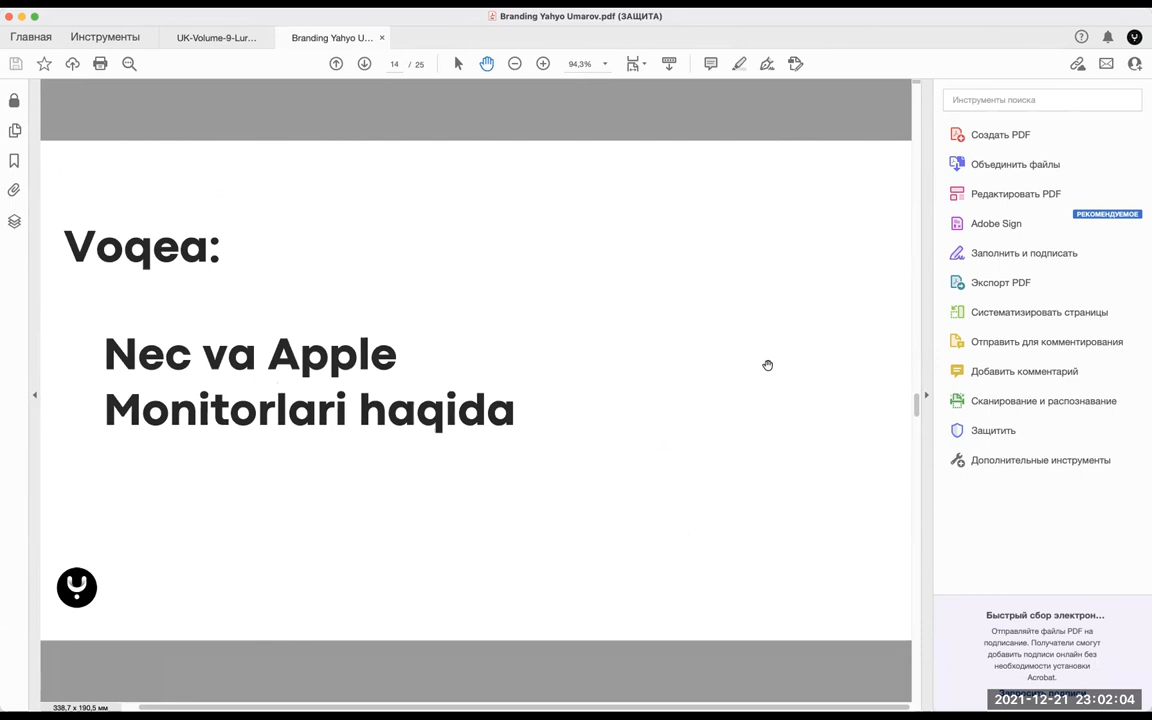 Branding Yahyo Umarov.pdf (ЗАЩИТА)
Главная
Инструменты
UK-Volume-9-Lur...
Branding Yahyo U... ×
14 / 25
94,3%
Инструменты поиска
Создать PDF
Объединить файлы
Редактировать PDF
РЕКОМЕНДУЕМОЕ
Adobe Sign
Заполнить и подписать
Экспорт PDF
Систематизировать страницы
Отправить для комментирования
Добавить комментарий
Сканирование и распознавание
Защитить
Дополнительные инструменты
Voqea:
Nec va Apple
Monitorlari haqida
Быстрый сбор электрон...
Отправляйте файлы PDF на
подписание. Получатели смогут
добавить подписи онлайн без
необходимости установки
Acrobat.
Запросить подписи
2021-12-21 23:02:04
338,7 x 190,5 мм